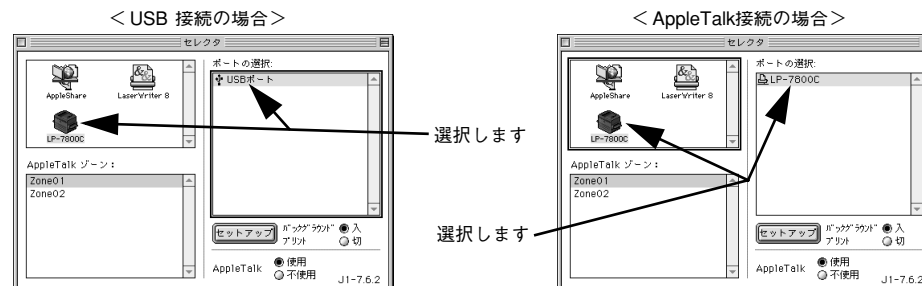 ＜USB 接続の場合＞
セレクタ
AppleShare
LaserWriter 8
LP-7800C
ポートの選択:
USBポート
AppleTalk ゾーン：
Zone01
Zone02
セットアップ
バックグラウンド
プリント
入
切
AppleTalk
使用
不使用
J1-7.6.2
選択します
選択します
＜AppleTalk接続の場合＞
セレクタ
AppleShare
LaserWriter 8
LP-7800C
ポートの選択:
LP-7800C
AppleTalk ゾーン：
Zone01
Zone02
セットアップ
バックグラウンド
プリント
入
切
AppleTalk
使用
不使用
J1-7.6.2